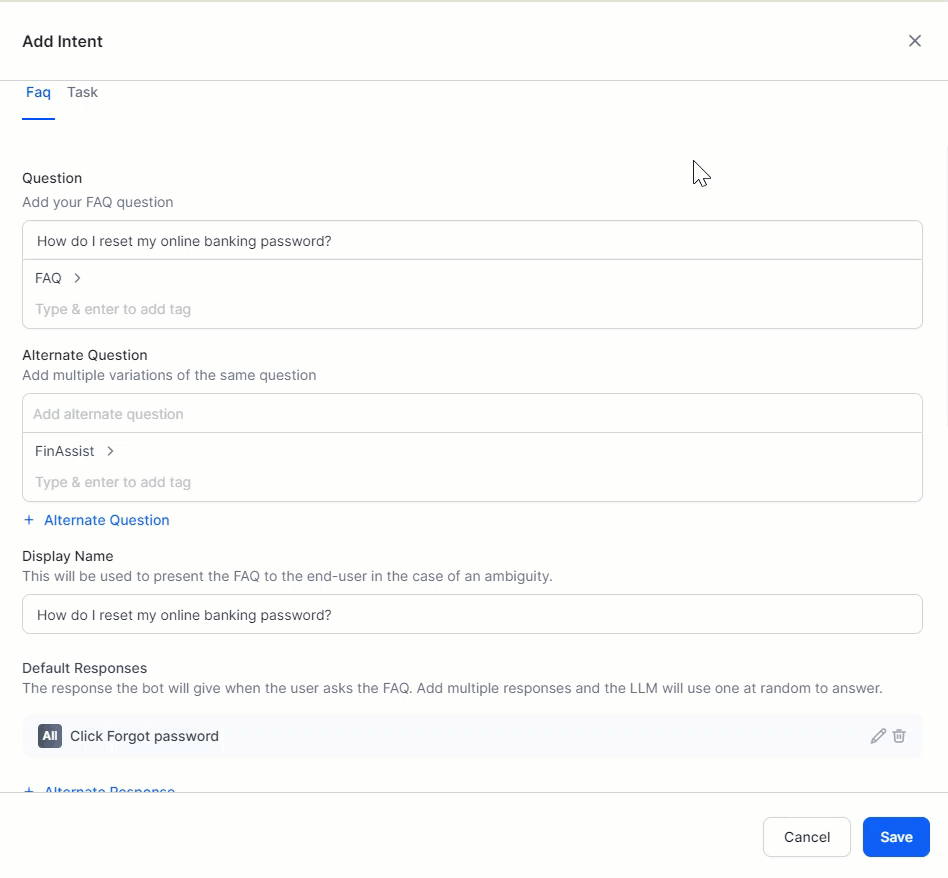 Add Intent
Faq Task
Question
Add your FAQ question
How do I reset my online banking password?
FAQ
Type & enter to add tag
Alternate Question
Add multiple variations of the same question
Add alternate question
FinAssist
Type & enter to add tag
+ Alternate Question
Display Name
This will be used to present the FAQ to the end-user in the case of an ambiguity.
How do I reset my online banking password?
Default Responses
The response the bot will give when the user asks the FAQ. Add multiple responses and the LLM will use one at random to answer.
All Click Forgot password
+ Alternate Response
Cancel Save